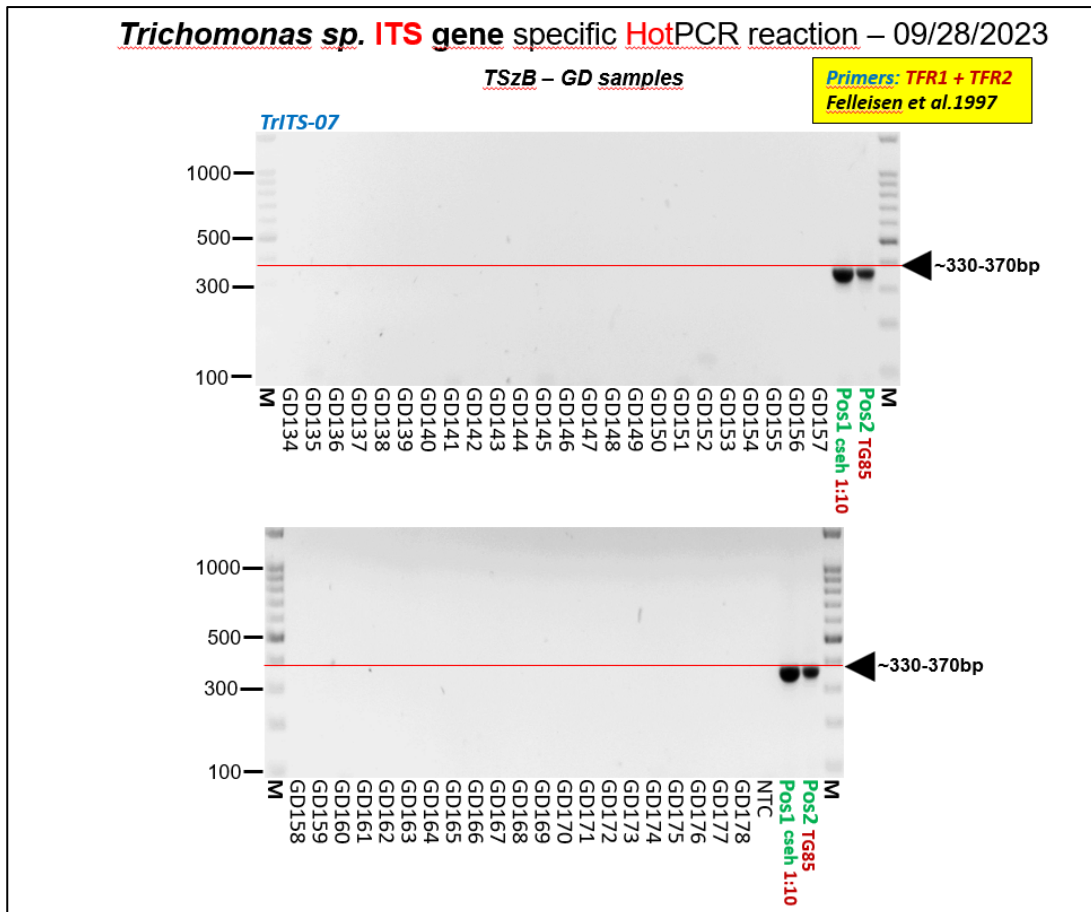 Trichomonas sp. ITS gene specific HotPCR reaction – 09/28/2023
TSzB – GD samples
Primers: TFR1 + TFR2
Felleisen et al.1997
TrITS-07
1000
500
300
100
~330-370bp
M
GD134
GD135
GD136
GD137
GD138
GD139
GD140
GD141
GD142
GD143
GD144
GD145
GD146
GD147
GD148
GD149
GD150
GD151
GD152
GD153
GD154
GD155
GD156
GD157
Pos1 cseh 1:10
Pos2 TG85
M
1000
500
300
100
~330-370bp
M
GD158
GD159
GD160
GD161
GD162
GD163
GD164
GD165
GD166
GD167
GD168
GD169
GD170
GD171
GD172
GD173
GD174
GD175
GD176
GD177
GD178
NTC
Pos1 cseh 1:10
Pos2 TG85
M